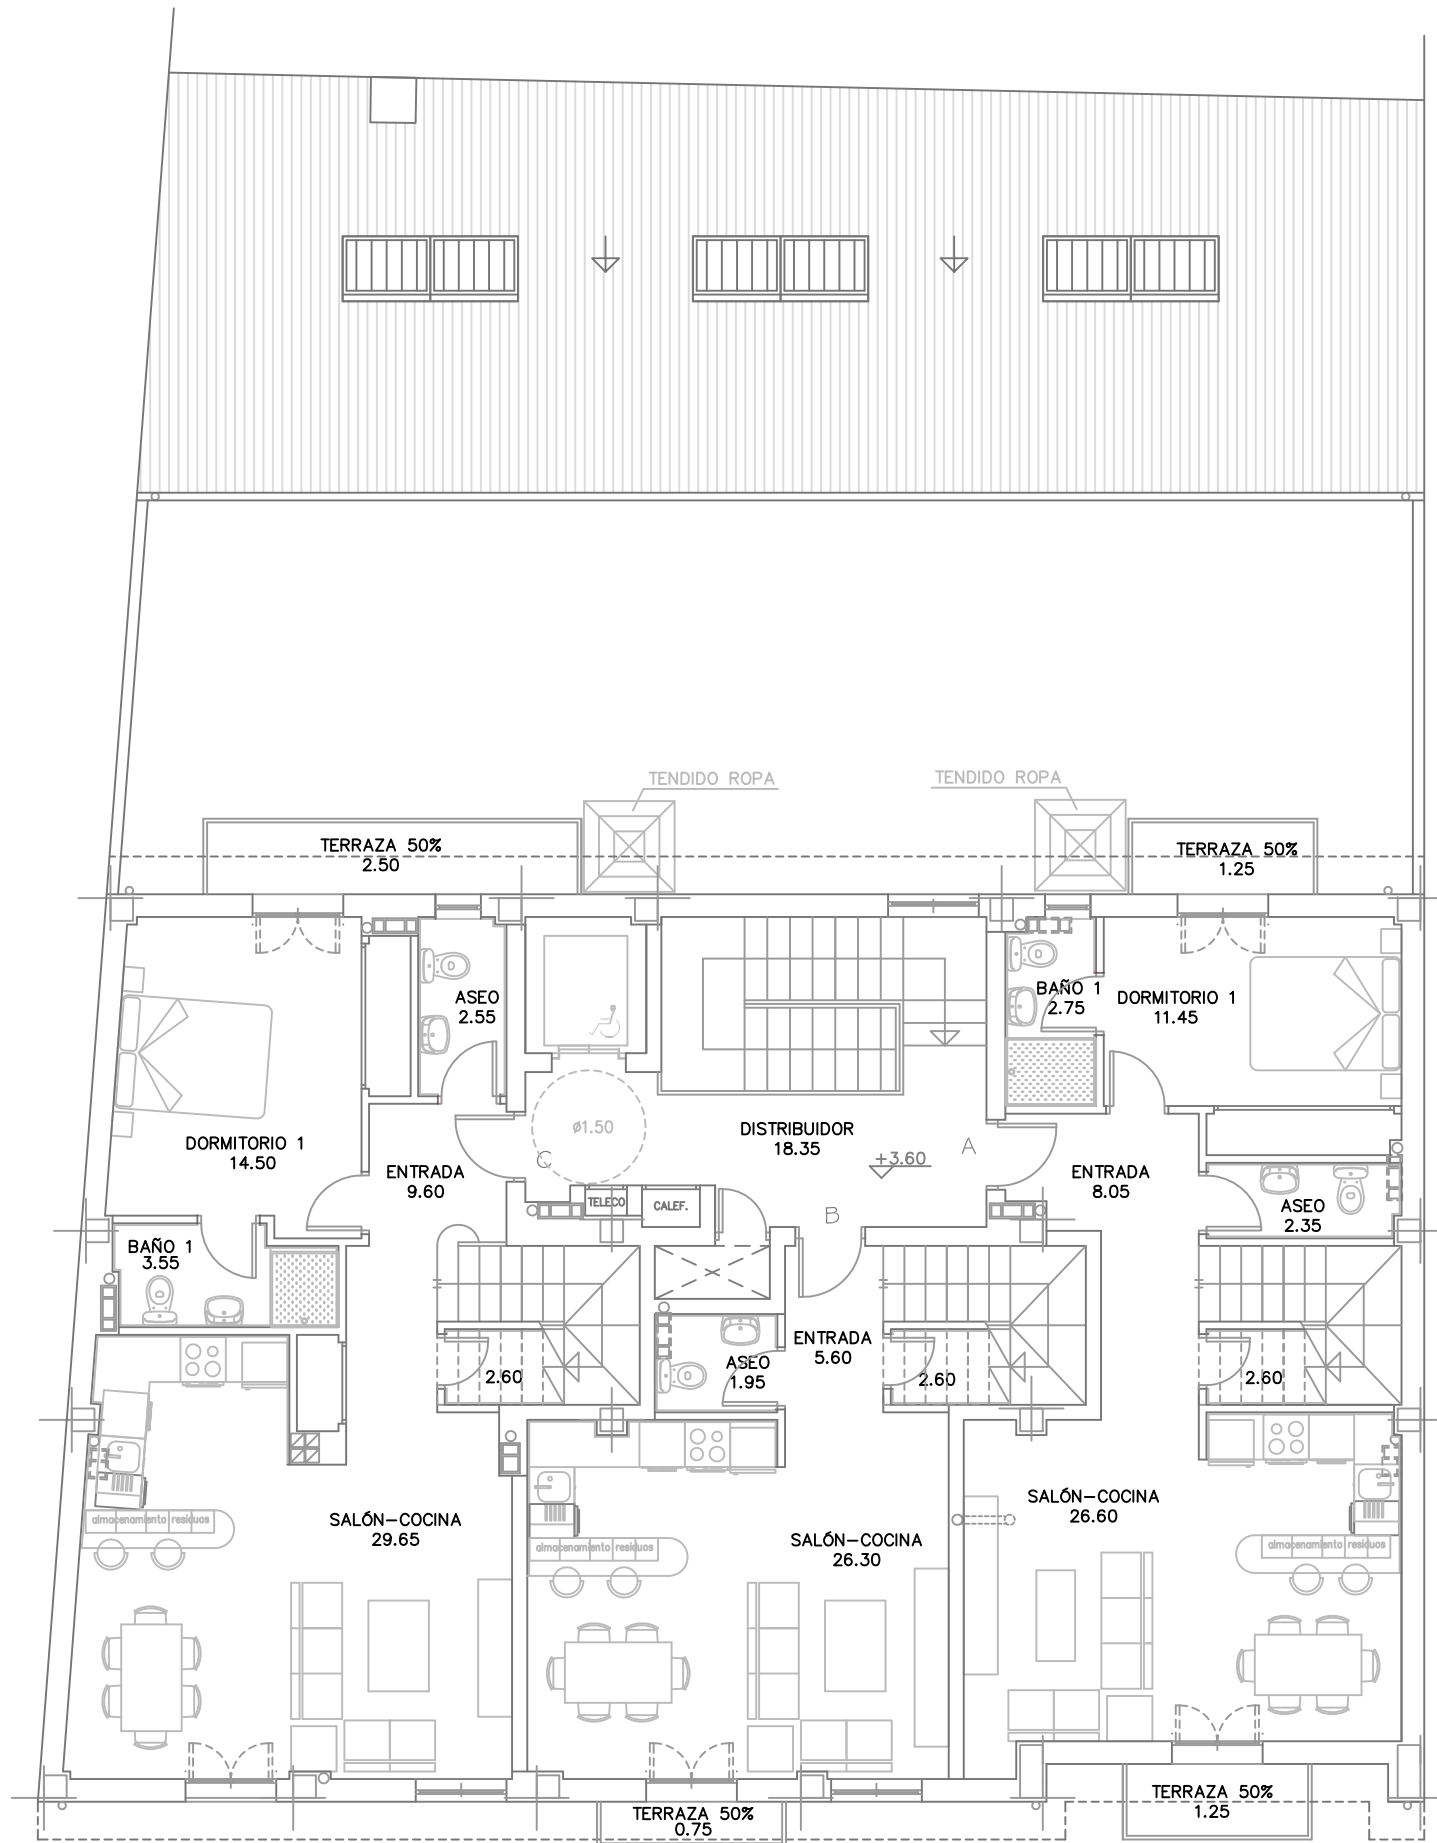 TENDIDO ROPA
TENDIDO ROPA
TERRAZA 50%
2.50
TERRAZA 50%
1.25
ASEO
2.55
BAÑO 1
2.75
DORMITORIO 1
11.45
DORMITORIO 1
14.50
ø1.50
DISTRIBUIDOR
18.35
+3.60
A
C
ENTRADA
9.60
ENTRADA
8.05
TELECO
CALEF.
B
ASEO
2.35
BAÑO 1
3.55
ENTRADA
5.60
ASEO
1.95
2.60
2.60
2.60
SALÓN-COCINA
29.65
SALÓN-COCINA
26.30
SALÓN-COCINA
26.60
almacenamiento residuos
almacenamiento residuos
almacenamiento residuos
TERRAZA 50%
0.75
TERRAZA 50%
1.25